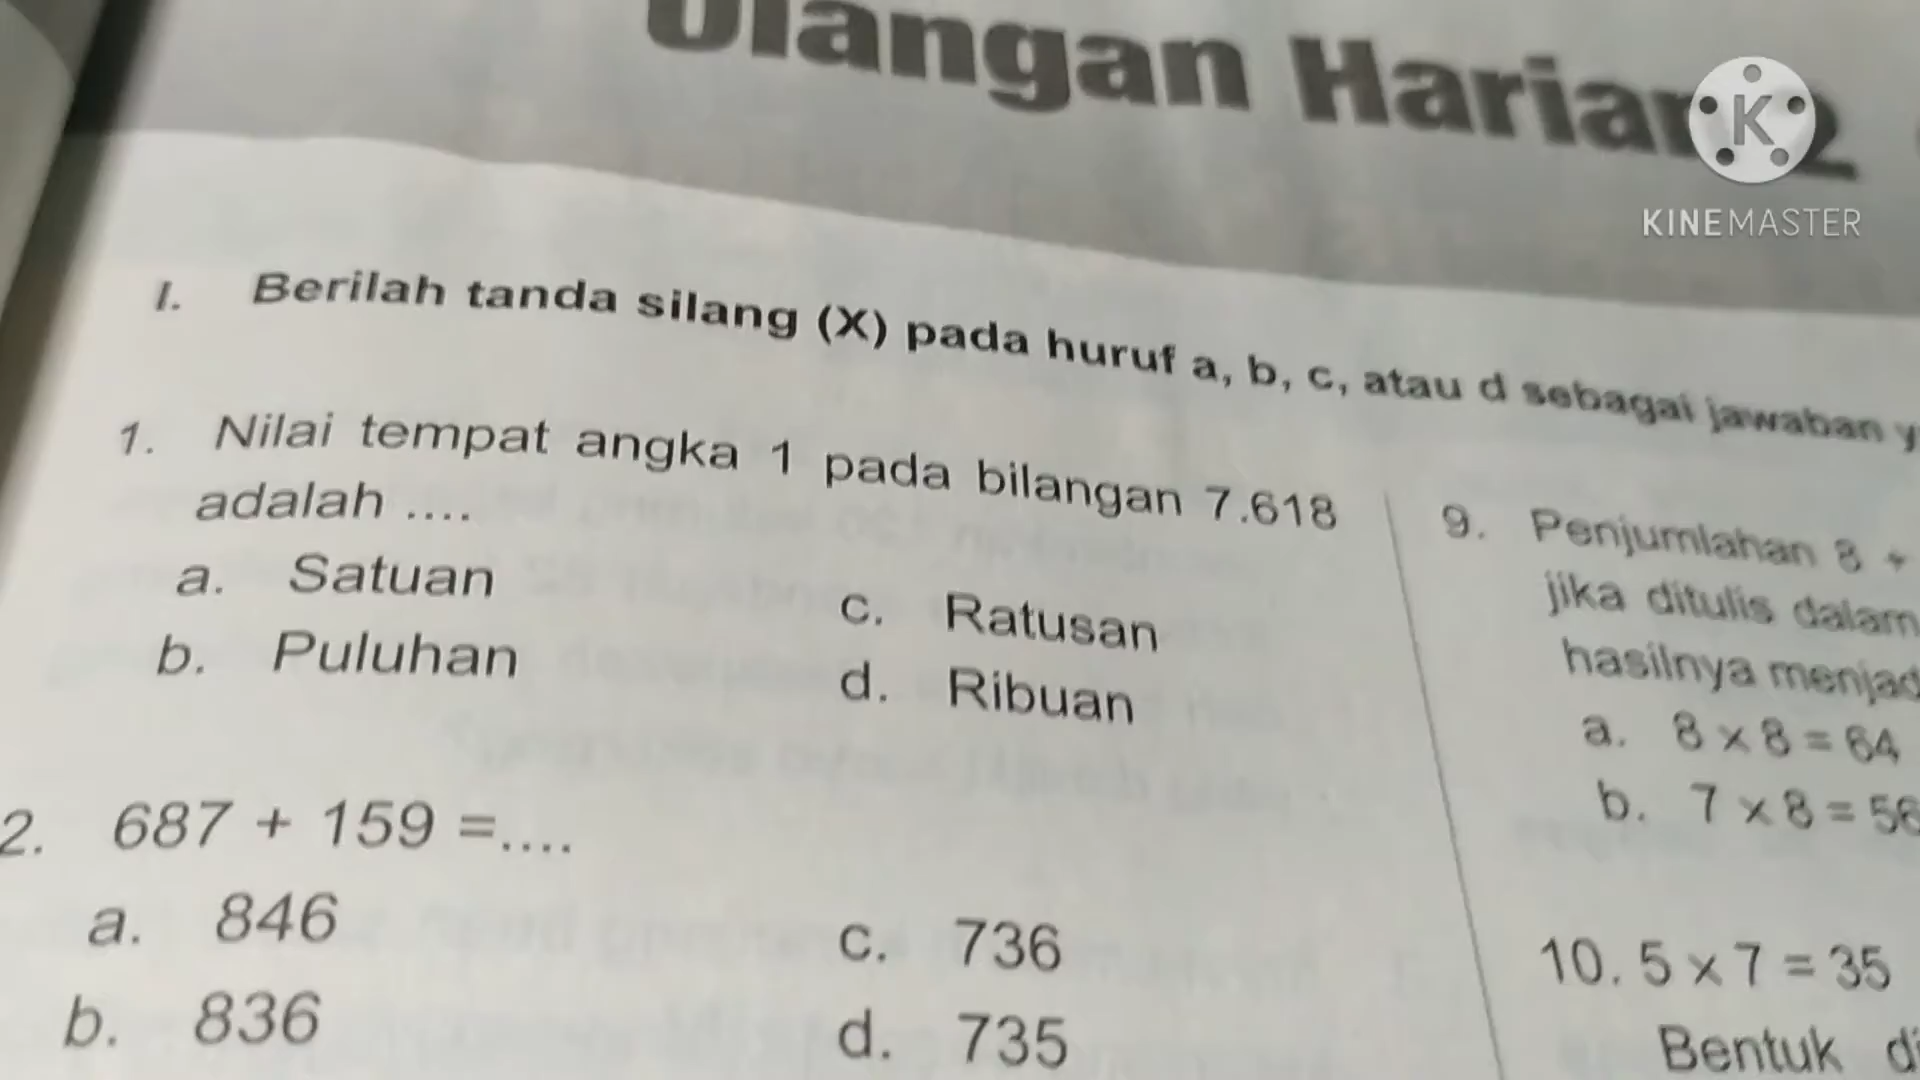 Ulangan Harian 2
K
KINEMASTER
I. Berilah tanda silang (X) pada huruf a, b, c, atau d sebagai jawaban
1. Nilai tempat angka 1 pada bilangan 7.618
adalah ....
a. Satuan
b. Puluhan
c. Ratusan
d. Ribuan
2. 687 + 159 =....
a. 846
b. 836
c. 736
d. 735
9. Penjumlahan 8 +
jika ditulis dalam
hasilnya
a. 8 x 8 = 64
b. 7 x 8 = 56
10. 5 x 7 = 35
Bentuk